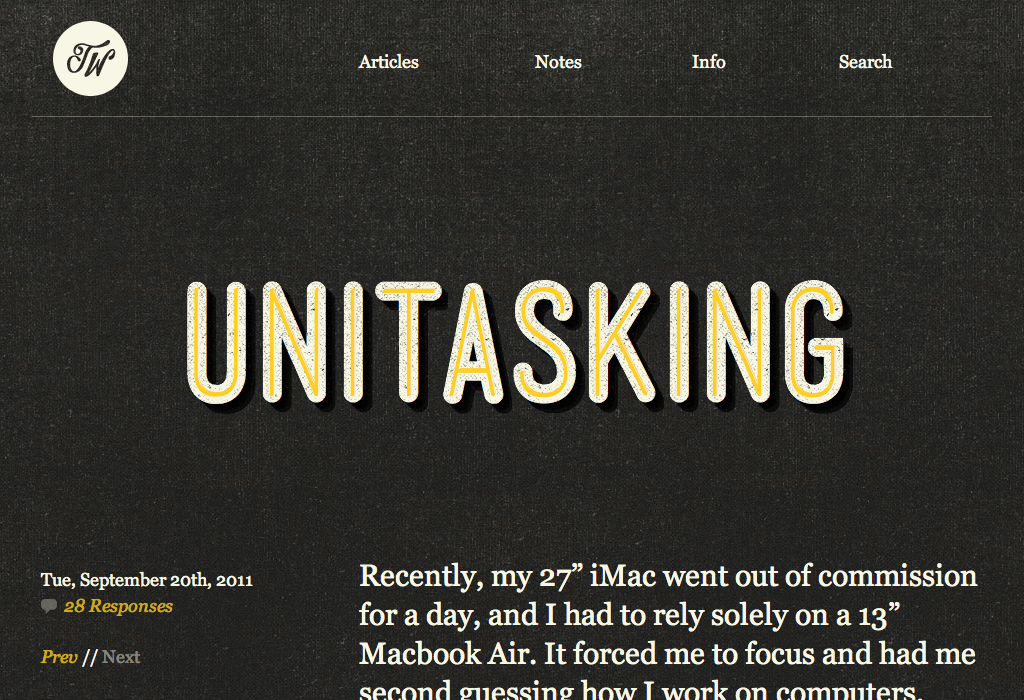 TW
Articles Notes Info Search
UNITASKING
Tue, September 20th, 2011
28 Responses
Prev // Next
Recently, my 27” iMac went out of commission
for a day, and I had to rely solely on a 13”
Macbook Air. It forced me to focus and had me
second guessing how I work on computers.